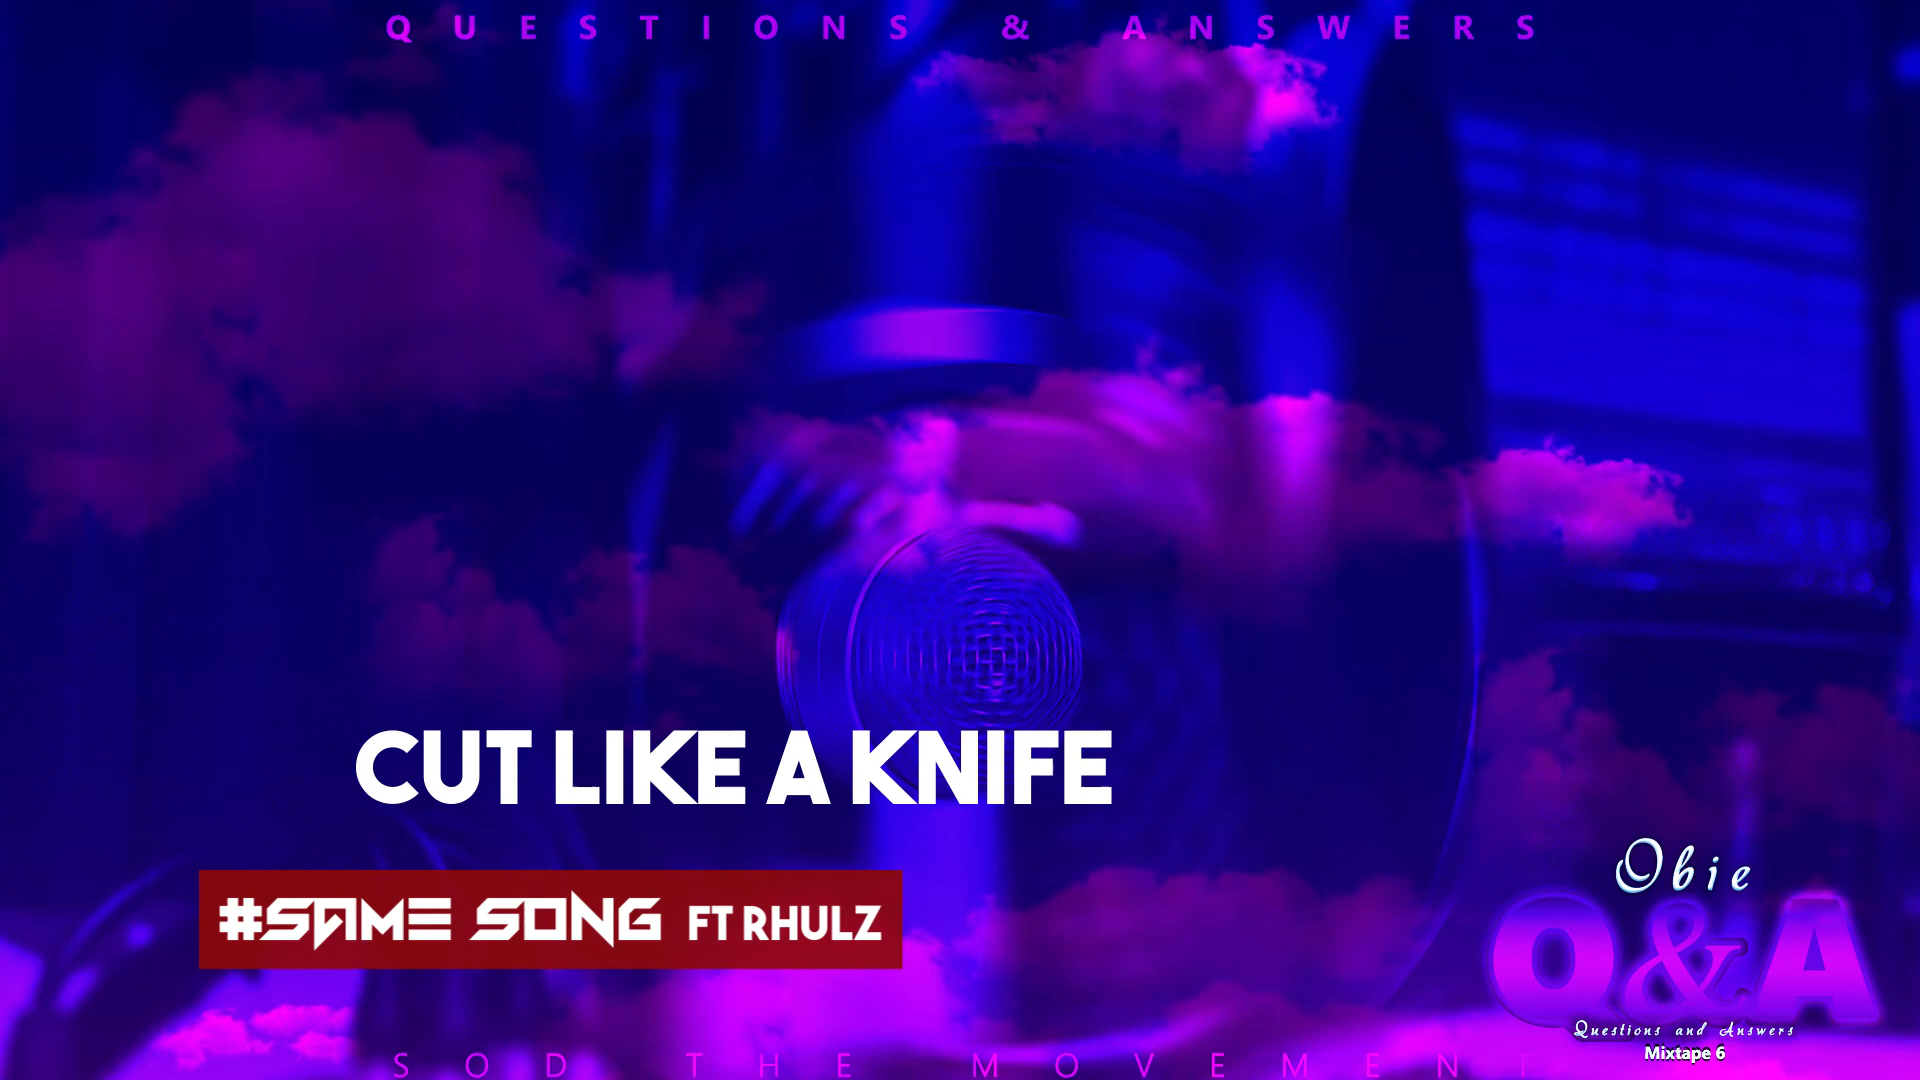 QUESTIONS & ANSWERS
CUT LIKE A KNIFE
#SAME SONG FT RHULZ
Obie
Q&A
Questions and Answers
Mixtape 6
SOD THE MOVEMENT